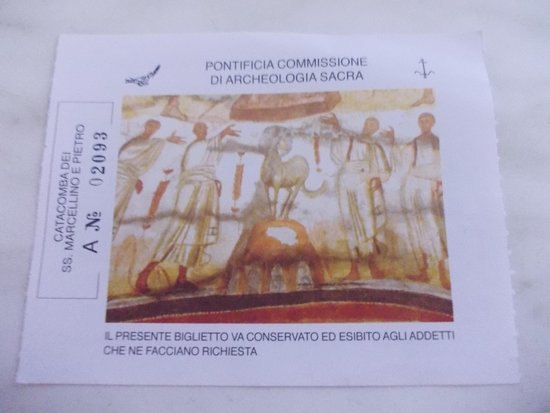 PONTIFICIA COMMISSIONE
DI ARCHEOLOGIA SACRA
CATACOMBA DEI
SS. MARCELLINO E PIETRO
A № 02093
IL PRESENTE BIGLIETTO VA CONSERVATO ED ESIBITO AGLI ADDETTI
CHE NE FACCIANO RICHIESTA